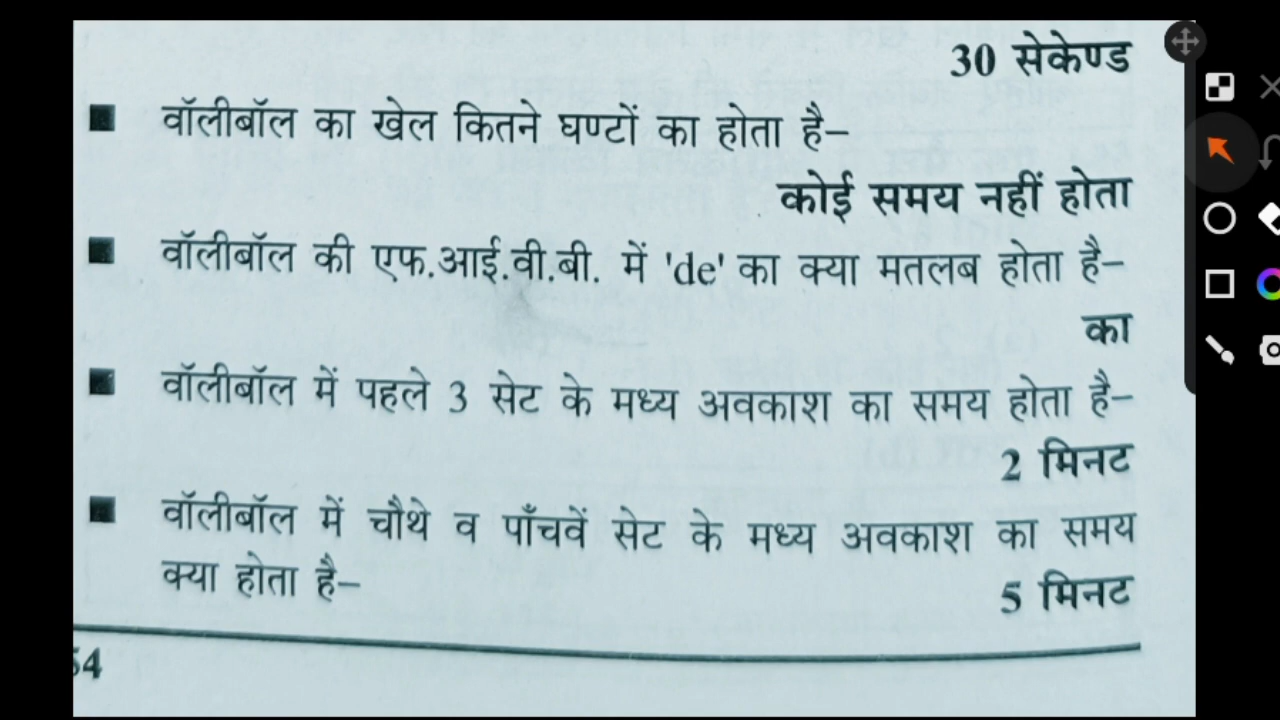 30 सेकेण्ड
■ वॉलीबॉल का खेल कितने घण्टों का होता है–
कोई समय नहीं होता
■ वॉलीबॉल की एफ.आई.वी.बी. में 'de' का क्या मतलब होता है–
का
■ वॉलीबॉल में पहले 3 सेट के मध्य अवकाश का समय होता है–
2 मिनट
■ वॉलीबॉल में चौथे व पाँचवें सेट के मध्य अवकाश का समय
क्या होता है–
5 मिनट
54